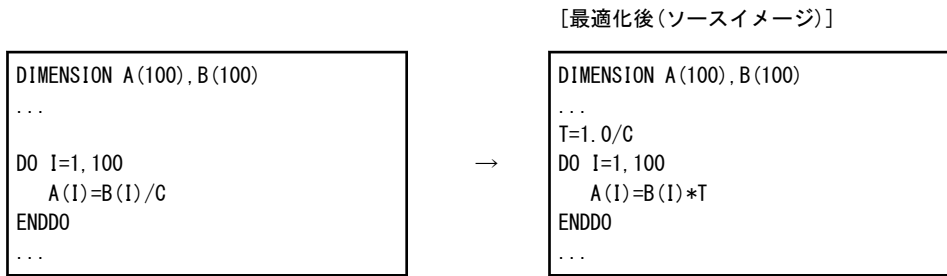 [最適化後(ソースイメージ)]
DIMENSION A(100),B(100)
...
DO I=1,100
A(I)=B(I)/C
ENDDO
...
→
DIMENSION A(100),B(100)
...
T=1.0/C
DO I=1,100
A(I)=B(I)*T
ENDDO
...